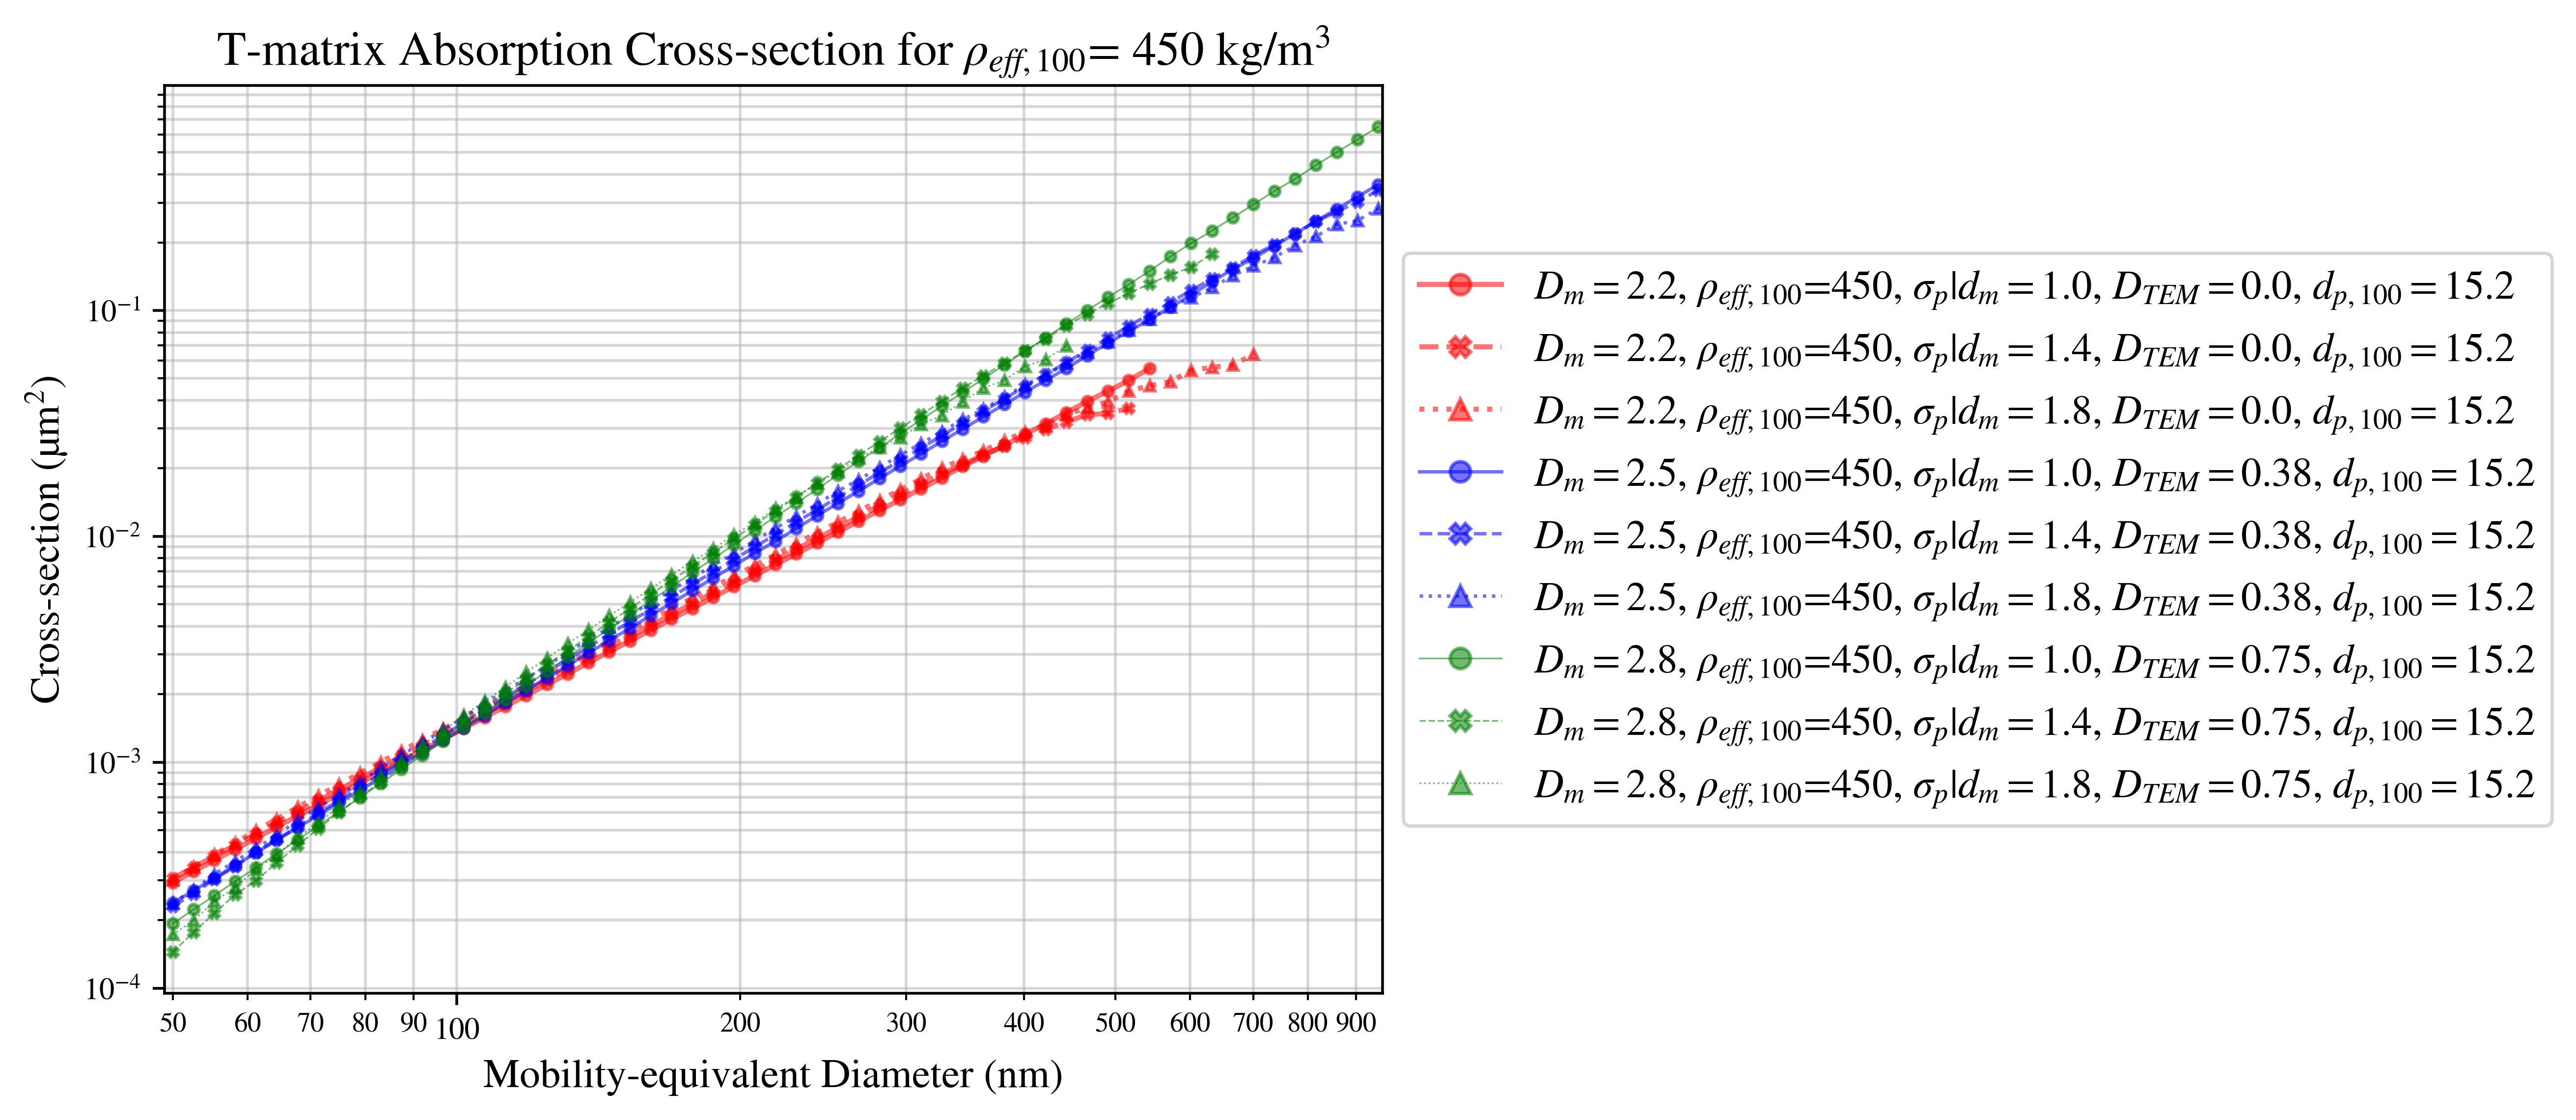 T-matrix Absorption Cross-section for ρeff,100= 450 kg/m³
Cross-section (µm²)
10⁻¹
10⁻²
10⁻³
10⁻⁴
50 60 70 80 90 100 200 300 400 500 600 700 800 900
Mobility-equivalent Diameter (nm)
Dm = 2.2, ρeff,100=450, σp|dm = 1.0, DTEM = 0.0, dp,100 = 15.2
Dm = 2.2, ρeff,100=450, σp|dm = 1.4, DTEM = 0.0, dp,100 = 15.2
Dm = 2.2, ρeff,100=450, σp|dm = 1.8, DTEM = 0.0, dp,100 = 15.2
Dm = 2.5, ρeff,100=450, σp|dm = 1.0, DTEM = 0.38, dp,100 = 15.2
Dm = 2.5, ρeff,100=450, σp|dm = 1.4, DTEM = 0.38, dp,100 = 15.2
Dm = 2.5, ρeff,100=450, σp|dm = 1.8, DTEM = 0.38, dp,100 = 15.2
Dm = 2.8, ρeff,100=450, σp|dm = 1.0, DTEM = 0.75, dp,100 = 15.2
Dm = 2.8, ρeff,100=450, σp|dm = 1.4, DTEM = 0.75, dp,100 = 15.2
Dm = 2.8, ρeff,100=450, σp|dm = 1.8, DTEM = 0.75, dp,100 = 15.2